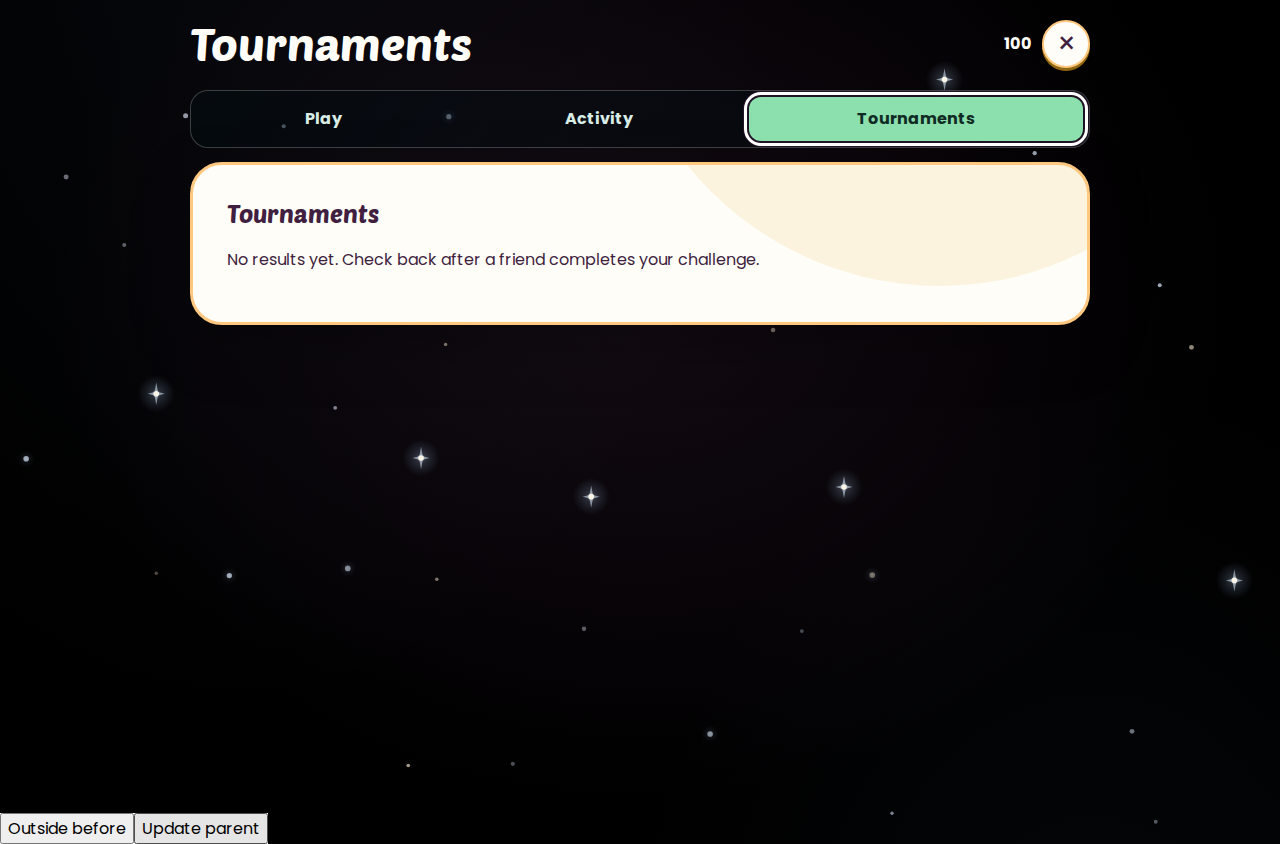 Tournaments
100 ×
Play Activity Tournaments
Tournaments
No results yet. Check back after a friend completes your challenge.
Outside before Update parent